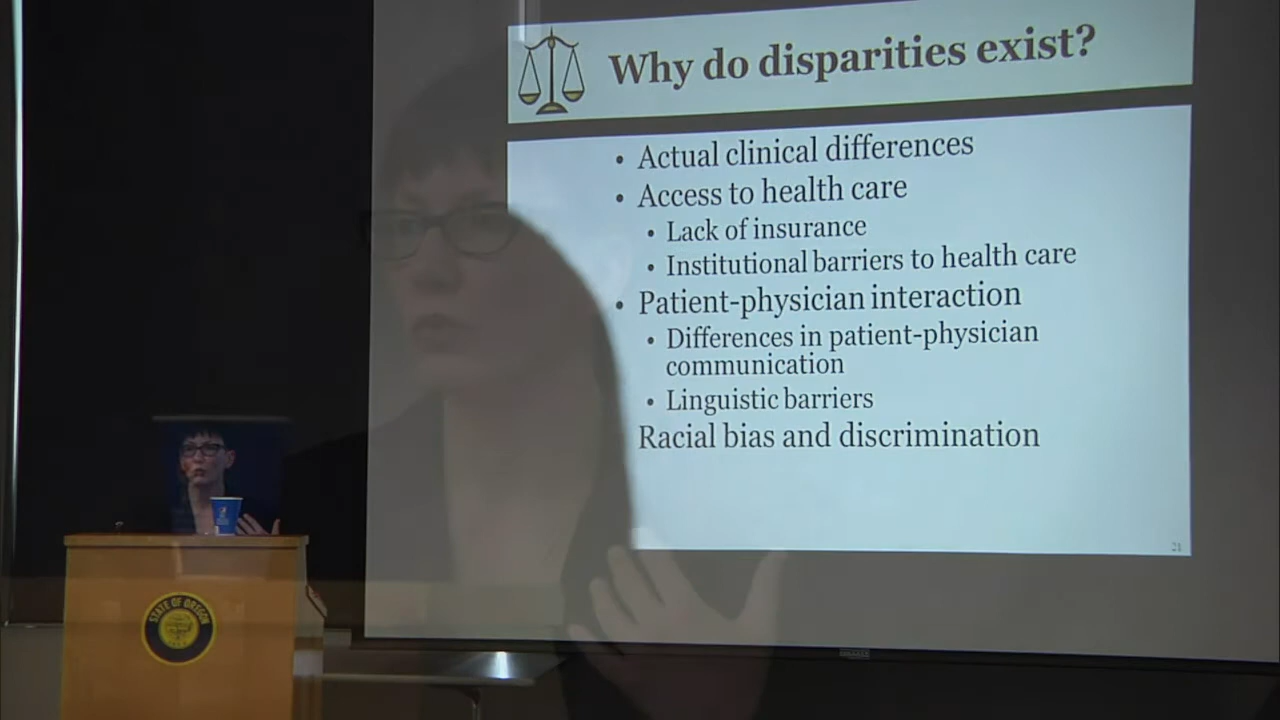 Why do disparities exist?
• Actual clinical differences
• Access to health care
• Lack of insurance
• Institutional barriers to health care
• Patient-physician interaction
• Differences in patient-physician
communication
• Linguistic barriers
Racial bias and discrimination
21
STATE OF OREGON